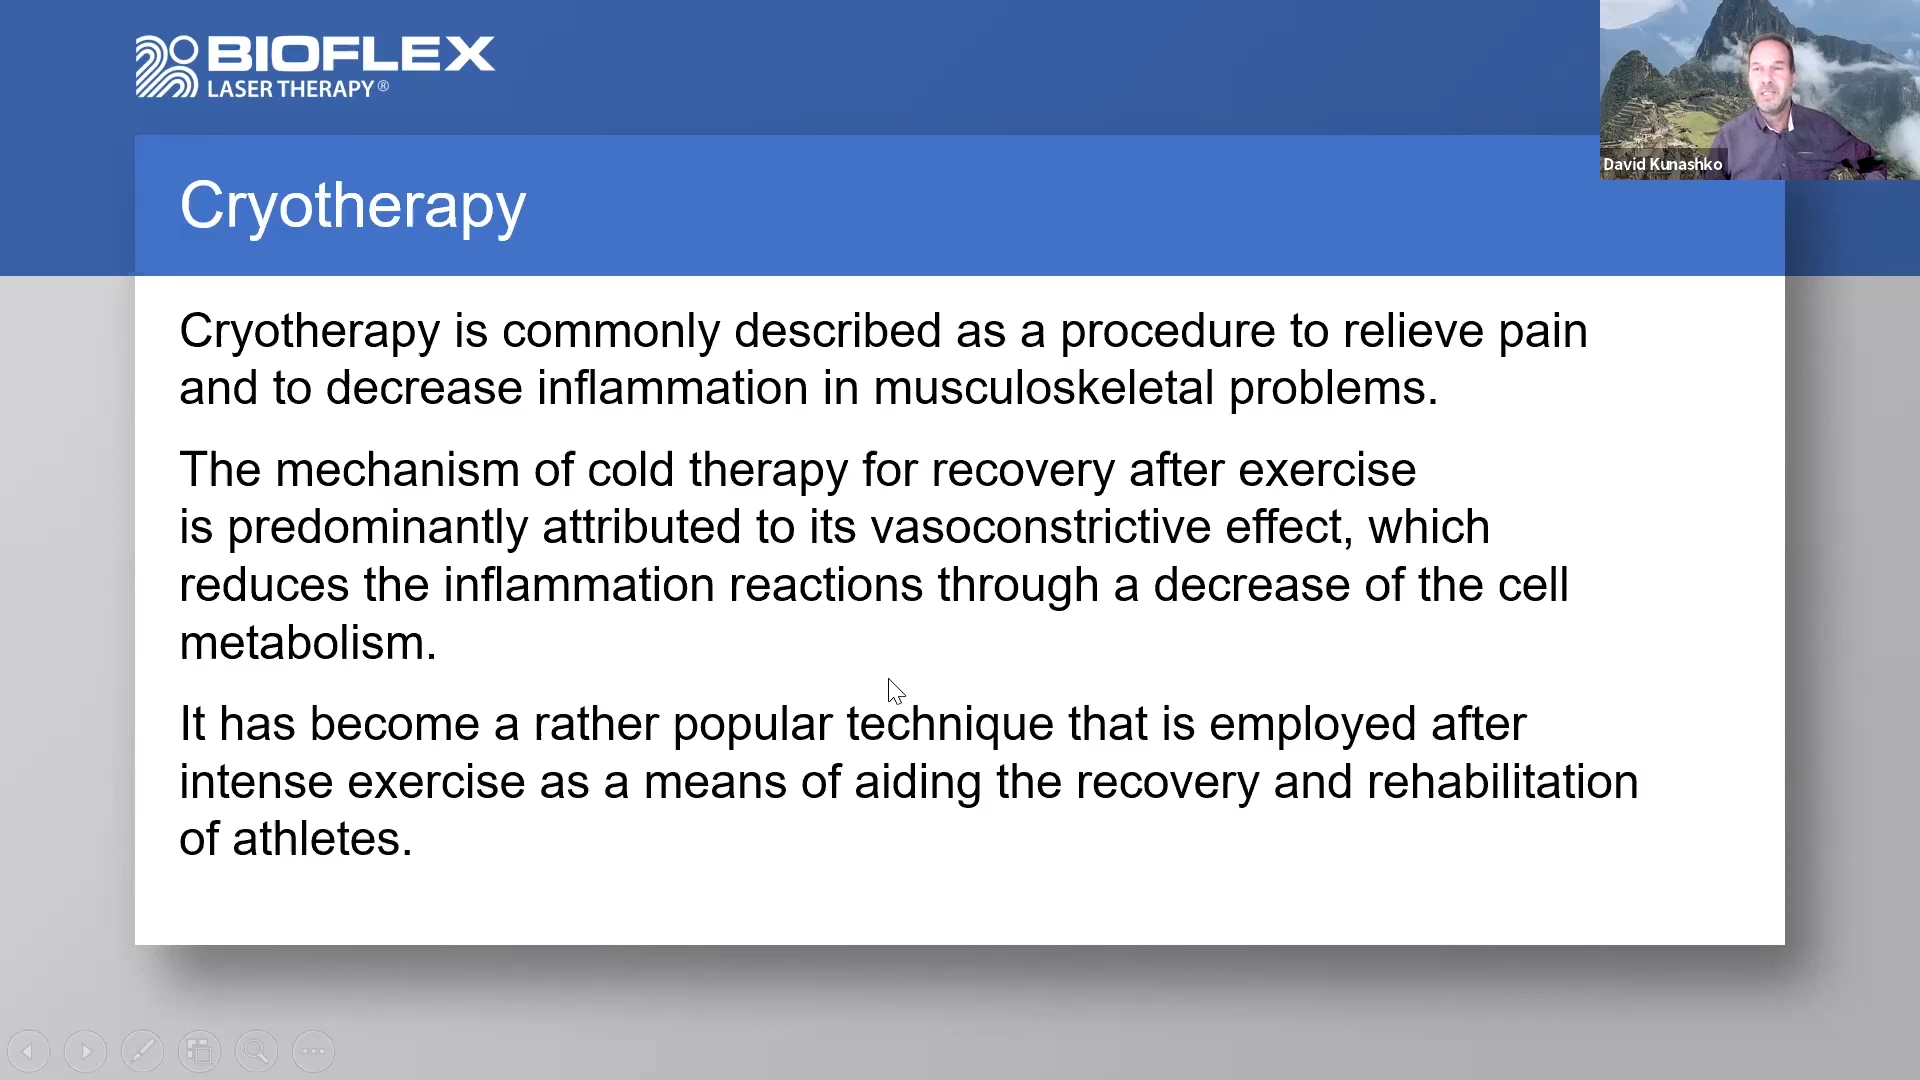 BIOFLEX
LASER THERAPY®
David Kunashko
Cryotherapy
Cryotherapy is commonly described as a procedure to relieve pain
and to decrease inflammation in musculoskeletal problems.
The mechanism of cold therapy for recovery after exercise
is predominantly attributed to its vasoconstrictive effect, which
reduces the inflammation reactions through a decrease of the cell
metabolism.
It has become a rather popular technique that is employed after
intense exercise as a means of aiding the recovery and rehabilitation
of athletes.